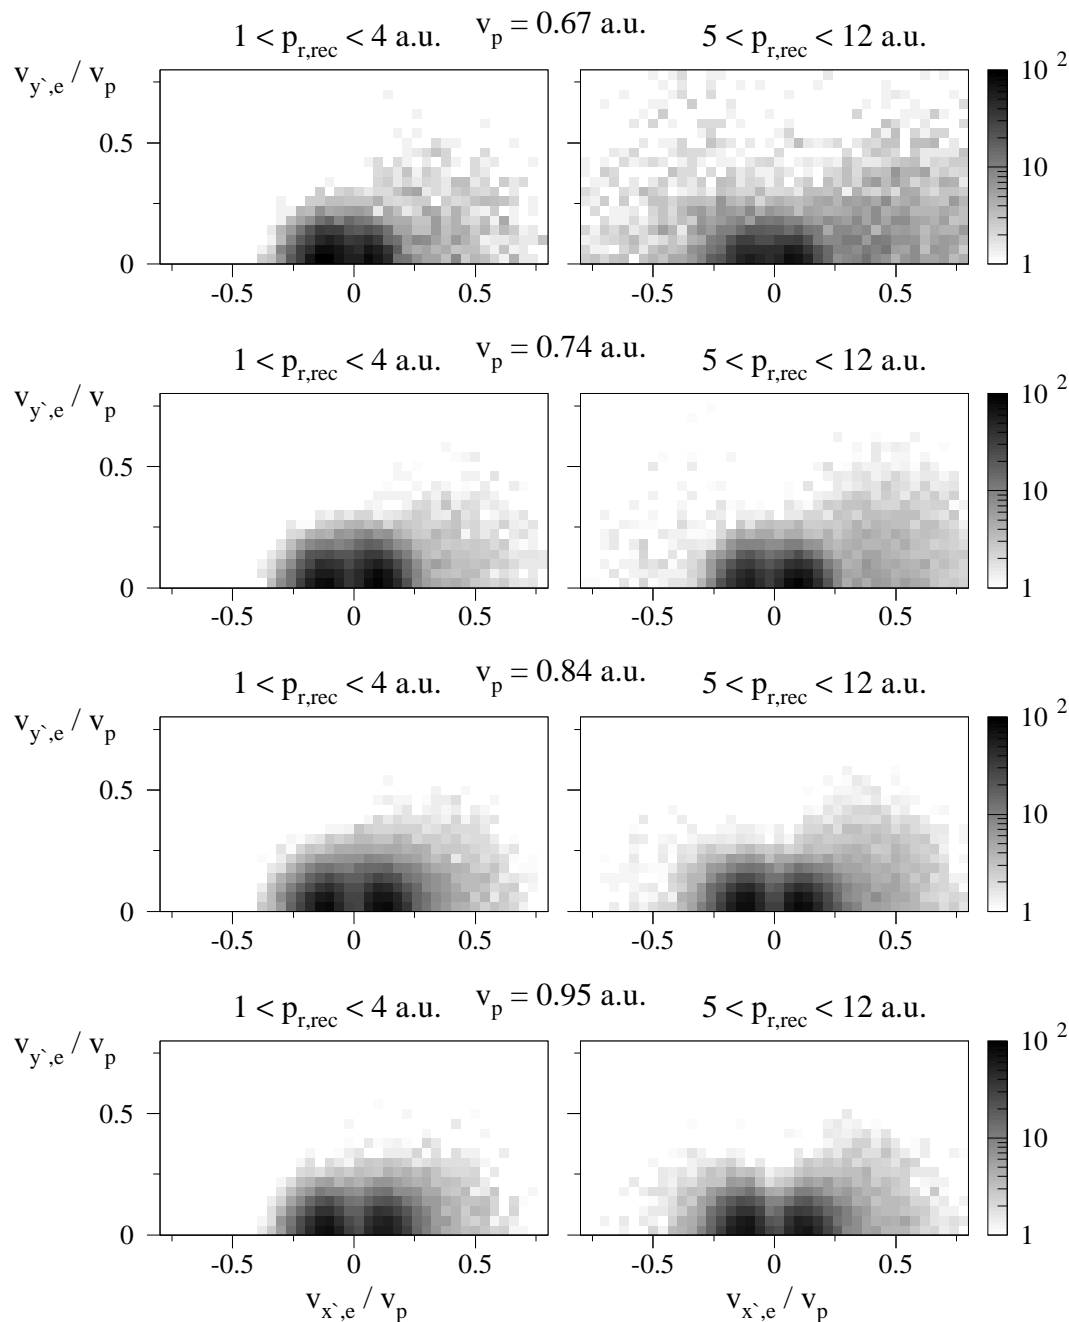 v_p = 0.67 a.u.
1 < p_r,rec < 4 a.u. 5 < p_r,rec < 12 a.u.
v_y`,e / v_p
0.5
0
-0.5 0 0.5
-0.5 0 0.5
10^2
10
1
v_p = 0.74 a.u.
1 < p_r,rec < 4 a.u. 5 < p_r,rec < 12 a.u.
v_y`,e / v_p
0.5
0
-0.5 0 0.5
-0.5 0 0.5
10^2
10
1
v_p = 0.84 a.u.
1 < p_r,rec < 4 a.u. 5 < p_r,rec < 12 a.u.
v_y`,e / v_p
0.5
0
-0.5 0 0.5
-0.5 0 0.5
10^2
10
1
v_p = 0.95 a.u.
1 < p_r,rec < 4 a.u. 5 < p_r,rec < 12 a.u.
v_y`,e / v_p
0.5
0
-0.5 0 0.5
-0.5 0 0.5
10^2
10
1
v_x`,e / v_p v_x`,e / v_p